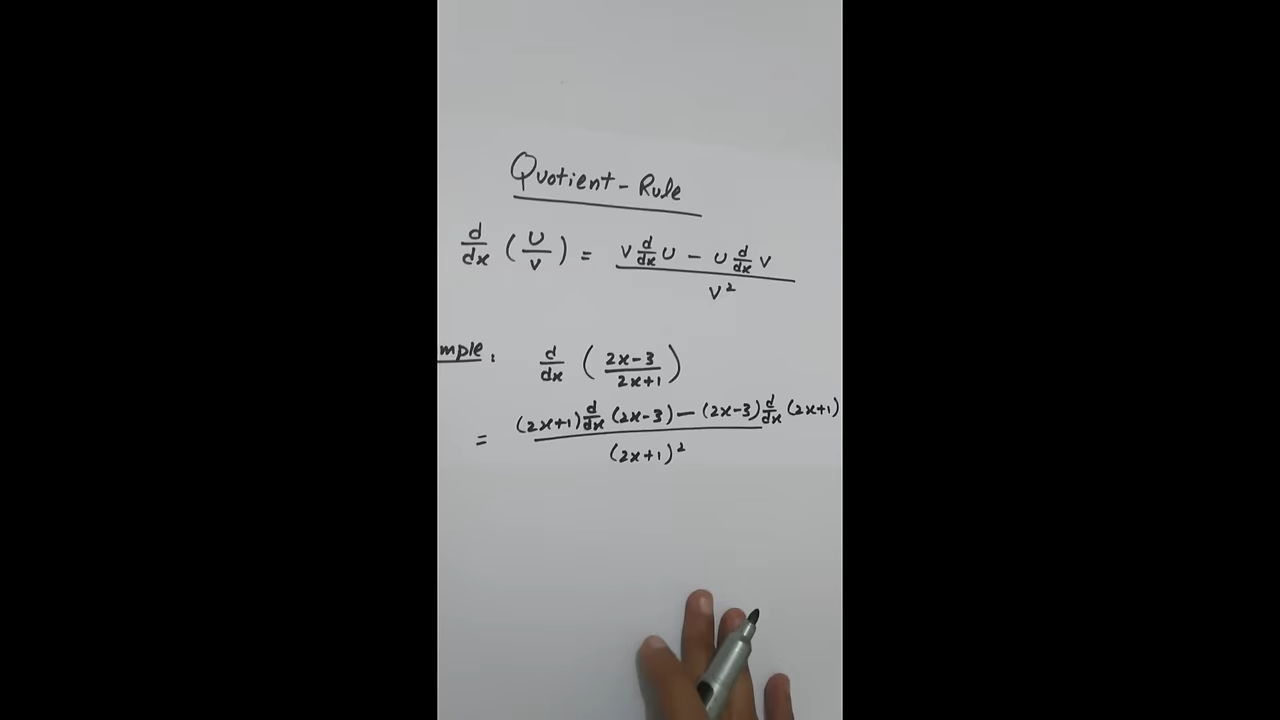 Quotient-Rule
d/dx (U/V) = (V d/dx U - U d/dx V)/V²
mple: d/dx ((2x-3)/(2x+1))
= ((2x+1) d/dx (2x-3) - (2x-3) d/dx (2x+1))/(2x+1)²